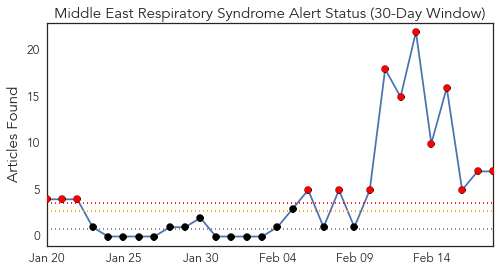 Middle East Respiratory Syndrome Alert Status (30-Day Window)
Articles Found
20
15
10
5
0
Jan 20 Jan 25 Jan 30 Feb 04 Feb 09 Feb 14